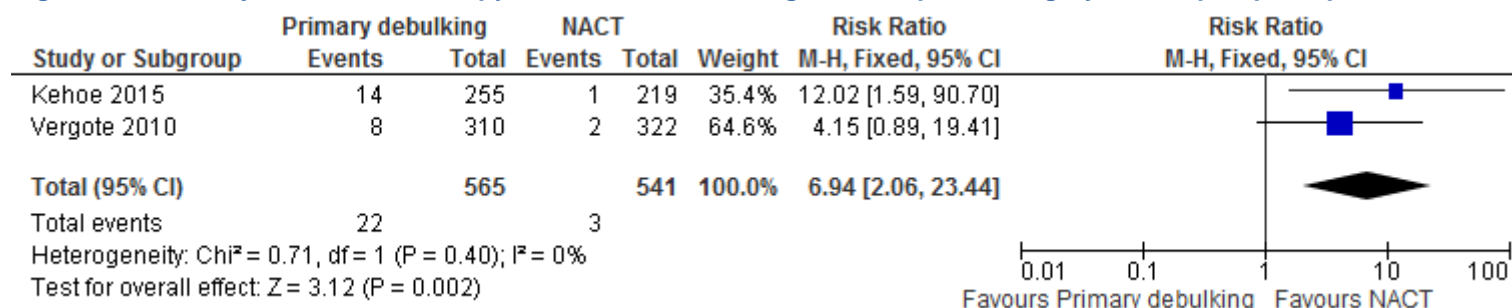 Primary debulking NACT Risk Ratio Risk Ratio
Study or Subgroup Events Total Events Total Weight M-H, Fixed, 95% CI M-H, Fixed, 95% CI
Kehoe 2015 14 255 1 219 35.4% 12.02 [1.59, 90.70]
Vergote 2010 8 310 2 322 64.6% 4.15 [0.89, 19.41]
Total (95% CI) 565 541 100.0% 6.94 [2.06, 23.44]
Total events 22 3
Heterogeneity: Chi² = 0.71, df = 1 (P = 0.40); I² = 0%
Test for overall effect: Z = 3.12 (P = 0.002)
0.01 0.1 1 10 100
Favours Primary debulking Favours NACT